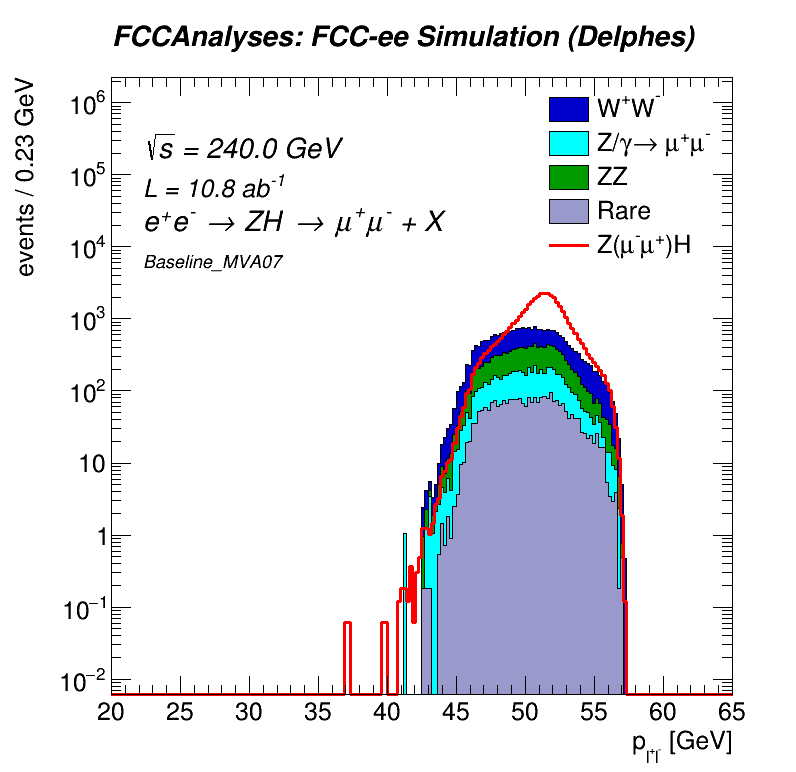 FCCAnalyses: FCC-ee Simulation (Delphes)
events / 0.23 GeV
10⁶
10⁵
10⁴
10³
10²
10
1
10⁻¹
10⁻²
√s = 240.0 GeV
L = 10.8 ab⁻¹
e⁺e⁻ → ZH → μ⁺μ⁻ + X
Baseline_MVA07
W⁺W⁻
Z/γ→ μ⁺μ⁻
ZZ
Rare
Z(μ⁻μ⁺)H
20 25 30 35 40 45 50 55 60 65
p_l⁺l⁻ [GeV]